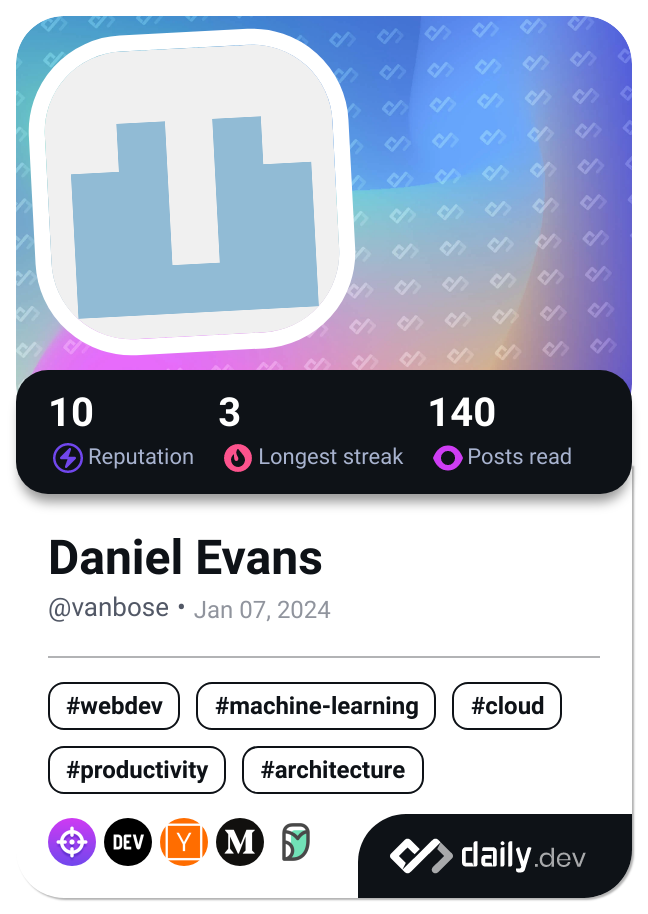 10 3 140
Reputation Longest streak Posts read
Daniel Evans
@vanbose • Jan 07, 2024
#webdev #machine-learning #cloud
#productivity #architecture
DEV Y M
daily.dev